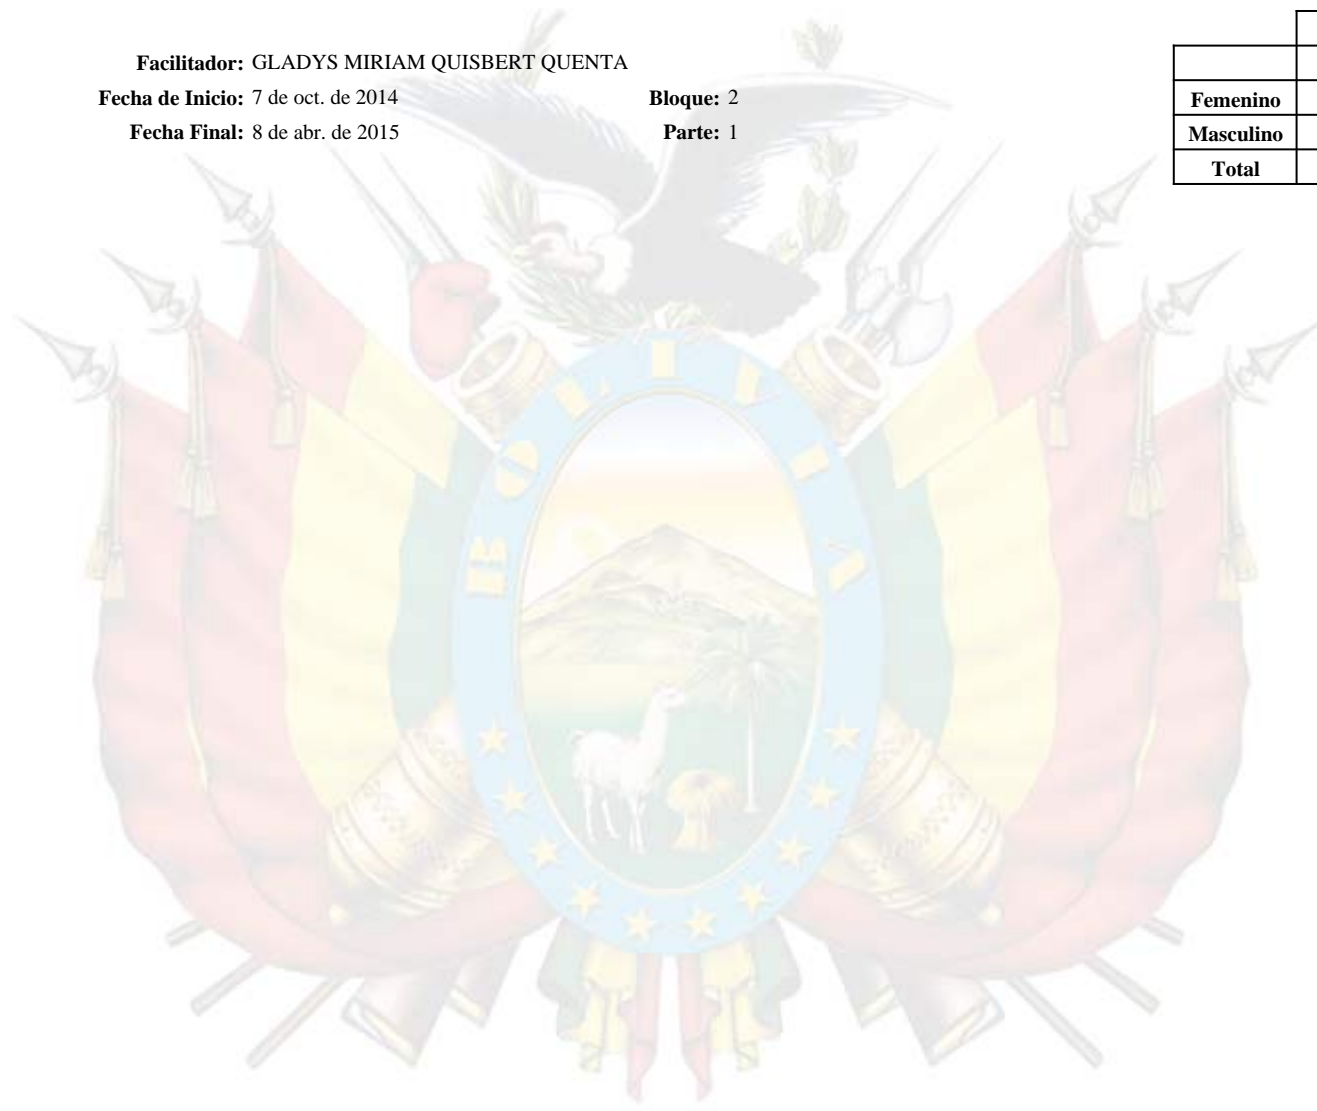 Facilitador: GLADYS MIRIAM QUISBERT QUENTA
Fecha de Inicio: 7 de oct. de 2014 Bloque: 2
Fecha Final: 8 de abr. de 2015 Parte: 1
Femenino
Masculino
Total
BOLIVIA